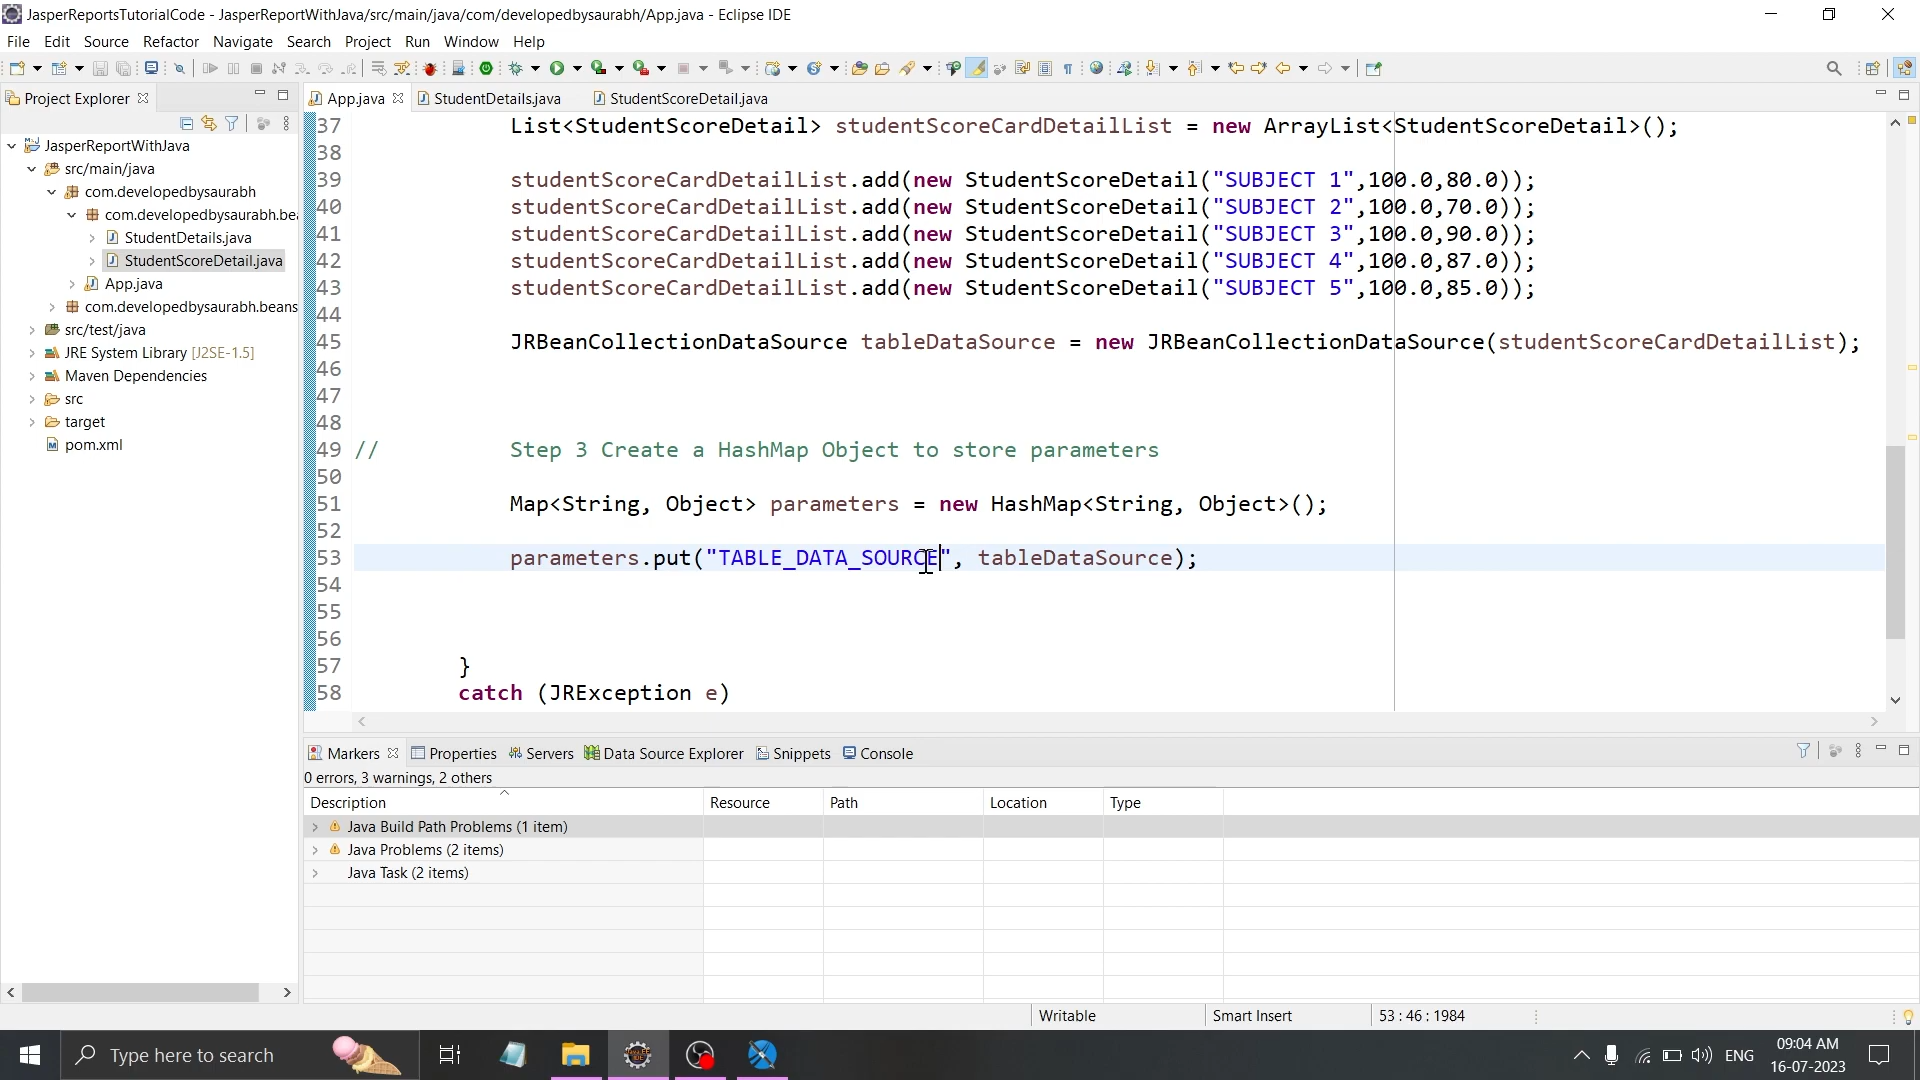 JasperReportsTutorialCode - JasperReportWithJava/src/main/java/com/developedbysaurabh/App.java - Eclipse IDE
File Edit Source Refactor Navigate Search Project Run Window Help
Project Explorer
JasperReportWithJava
src/main/java
com.developedbysaurabh
com.developedbysaurabh.bea
StudentDetails.java
StudentScoreDetail.java
App.java
com.developedbysaurabh.beans
src/test/java
JRE System Library [J2SE-1.5]
Maven Dependencies
src
target
pom.xml
App.java StudentDetails.java StudentScoreDetail.java
37 List<StudentScoreDetail> studentScoreCardDetailList = new ArrayList<StudentScoreDetail>();
38
39 studentScoreCardDetailList.add(new StudentScoreDetail("SUBJECT 1",100.0,80.0));
40 studentScoreCardDetailList.add(new StudentScoreDetail("SUBJECT 2",100.0,70.0));
41 studentScoreCardDetailList.add(new StudentScoreDetail("SUBJECT 3",100.0,90.0));
42 studentScoreCardDetailList.add(new StudentScoreDetail("SUBJECT 4",100.0,87.0));
43 studentScoreCardDetailList.add(new StudentScoreDetail("SUBJECT 5",100.0,85.0));
44
45 JRBeanCollectionDataSource tableDataSource = new JRBeanCollectionDataSource(studentScoreCardDetailList);
46
47
48
49 // Step 3 Create a HashMap Object to store parameters
50
51 Map<String, Object> parameters = new HashMap<String, Object>();
52
53 parameters.put("TABLE_DATA_SOURCE", tableDataSource);
54
55
56
57 }
58 catch (JRException e)
Markers Properties Servers Data Source Explorer Snippets Console
0 errors, 3 warnings, 2 others
Description Resource Path Location Type
Java Build Path Problems (1 item)
Java Problems (2 items)
Java Task (2 items)
Writable Smart Insert 53 : 46 : 1984
Type here to search
ENG
09:04 AM
16-07-2023